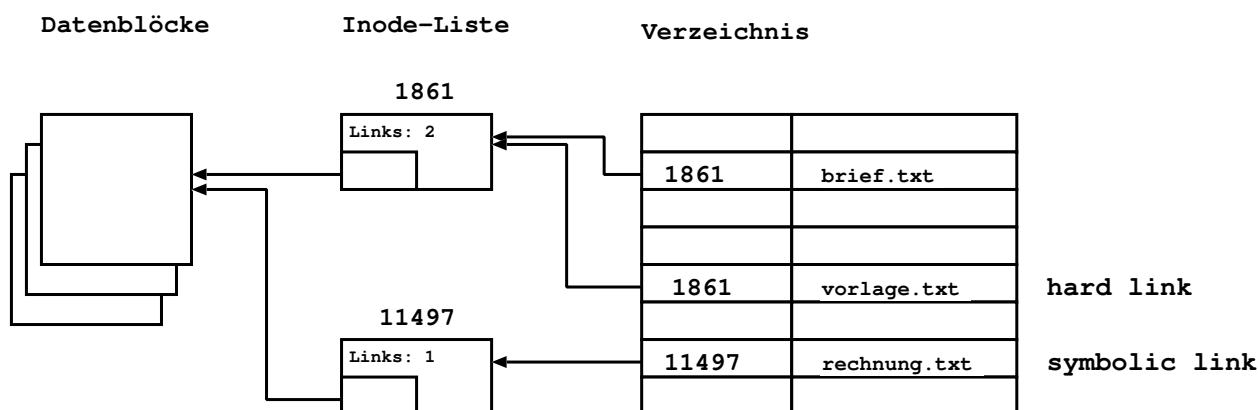 Datenblöcke Inode-Liste Verzeichnis
1861
Links: 2
1861 brief.txt
1861 vorlage.txt hard link
11497
Links: 1
11497 rechnung.txt symbolic link